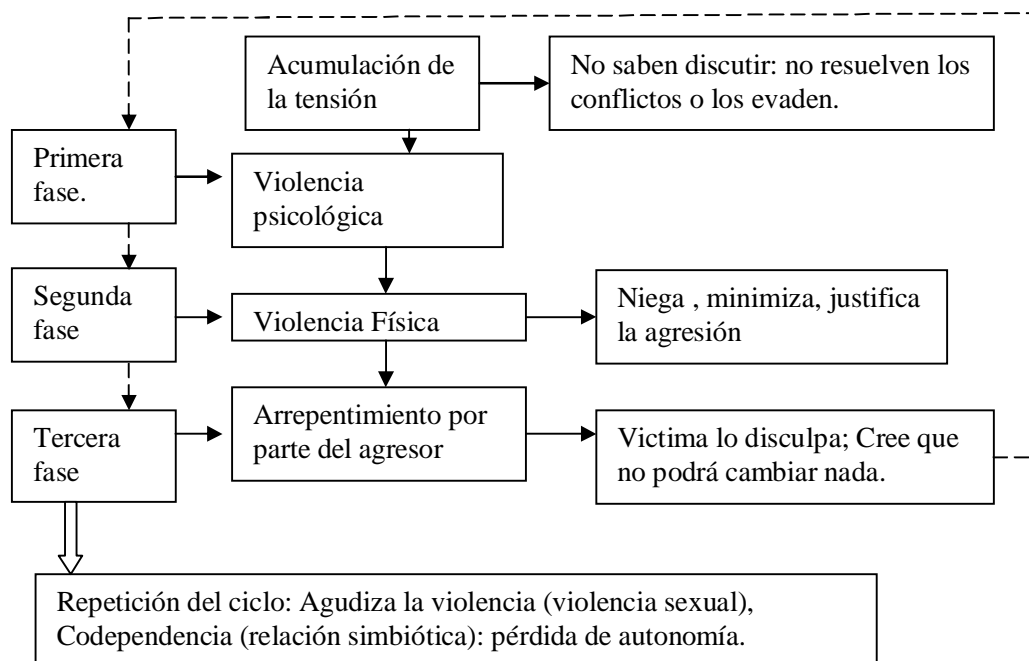 Acumulación de
la tensión
No saben discutir: no resuelven los
conflictos o los evaden.
Primera
fase.
Violencia
psicológica
Segunda
fase
Violencia Física
Niega , minimiza, justifica
la agresión
Tercera
fase
Arrepentimiento por
parte del agresor
Victima lo disculpa; Cree que
no podrá cambiar nada.
Repetición del ciclo: Agudiza la violencia (violencia sexual),
Codependencia (relación simbiótica): pérdida de autonomía.